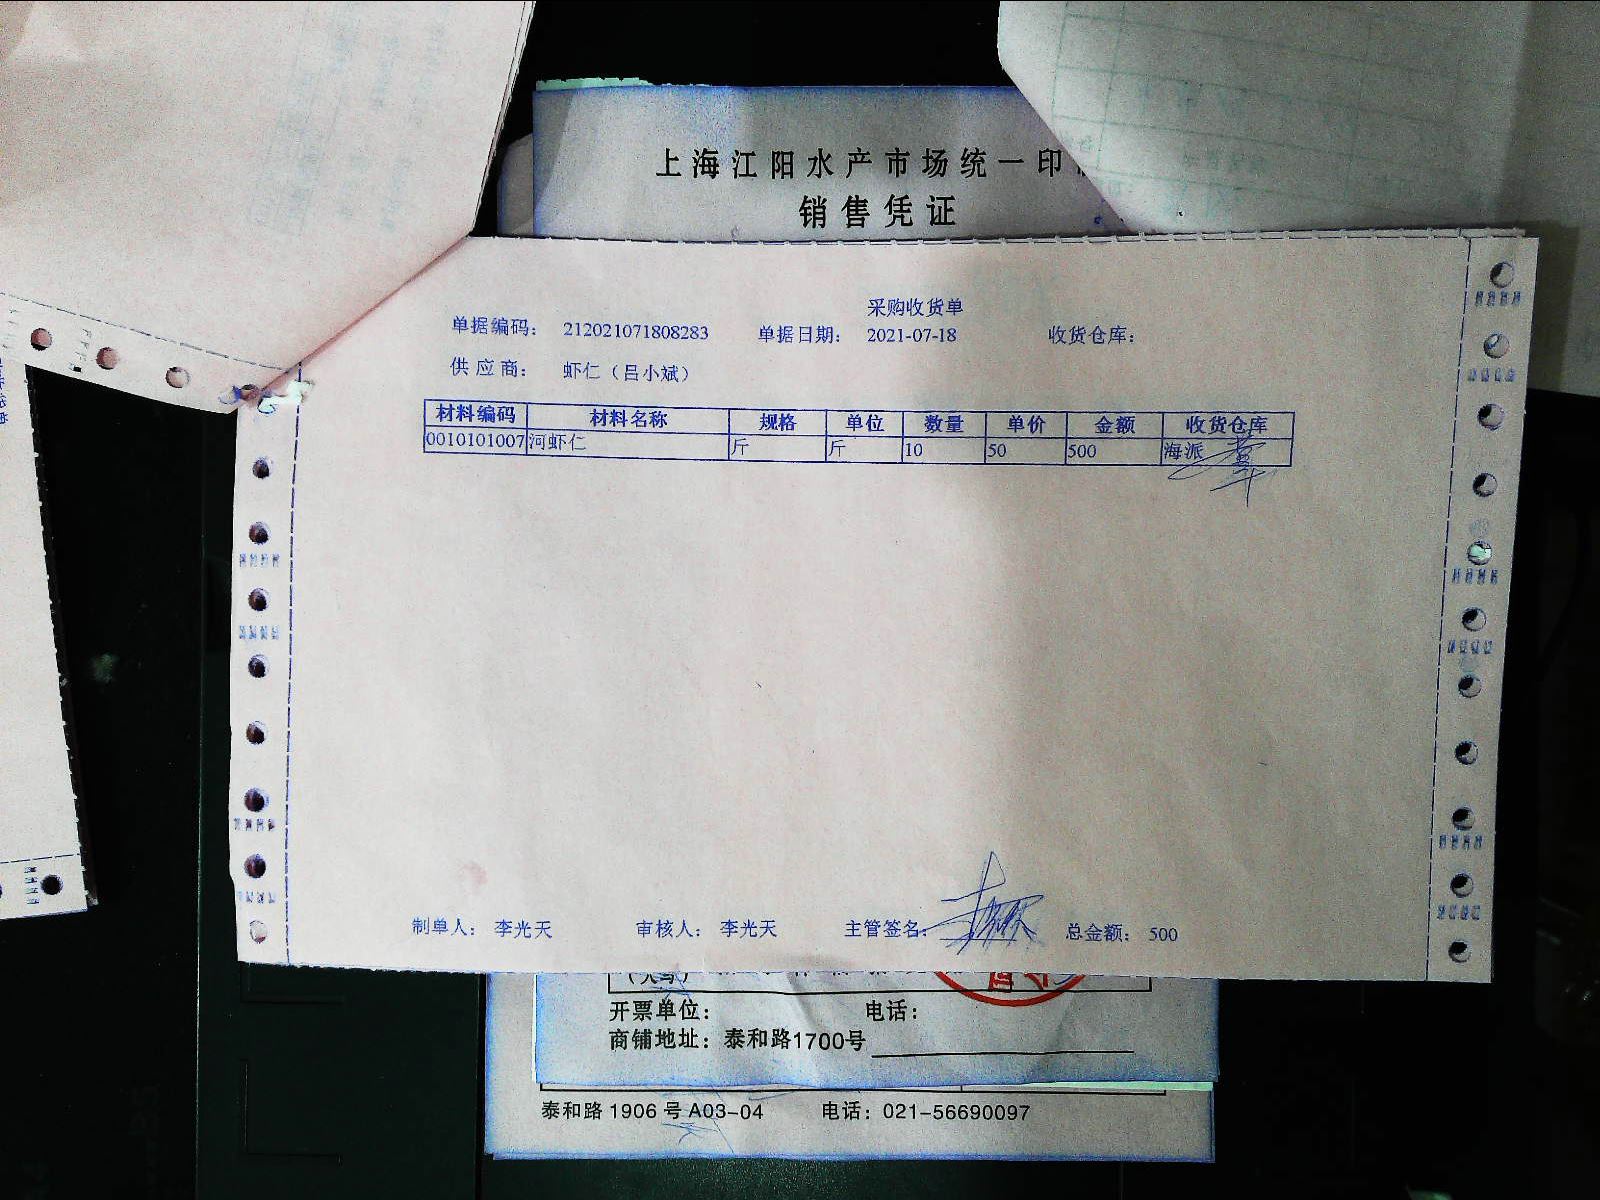 上海江阳水产市场统一印
销售凭证
采购收货单
单据编码: 212021071808283 单据日期: 2021-07-18 收货仓库:
供应商: 虾仁（吕小斌）
材料编码 材料名称 规格 单位 数量 单价 金额 收货仓库
0010101007 河虾仁 斤 斤 10 50 500 海派
制单人: 李光天 审核人: 李光天 主管签名: 总金额: 500
(大写)
开票单位: 电话:
商铺地址: 泰和路1700号
泰和路 1906 号 A03-04 电话: 021-56690097